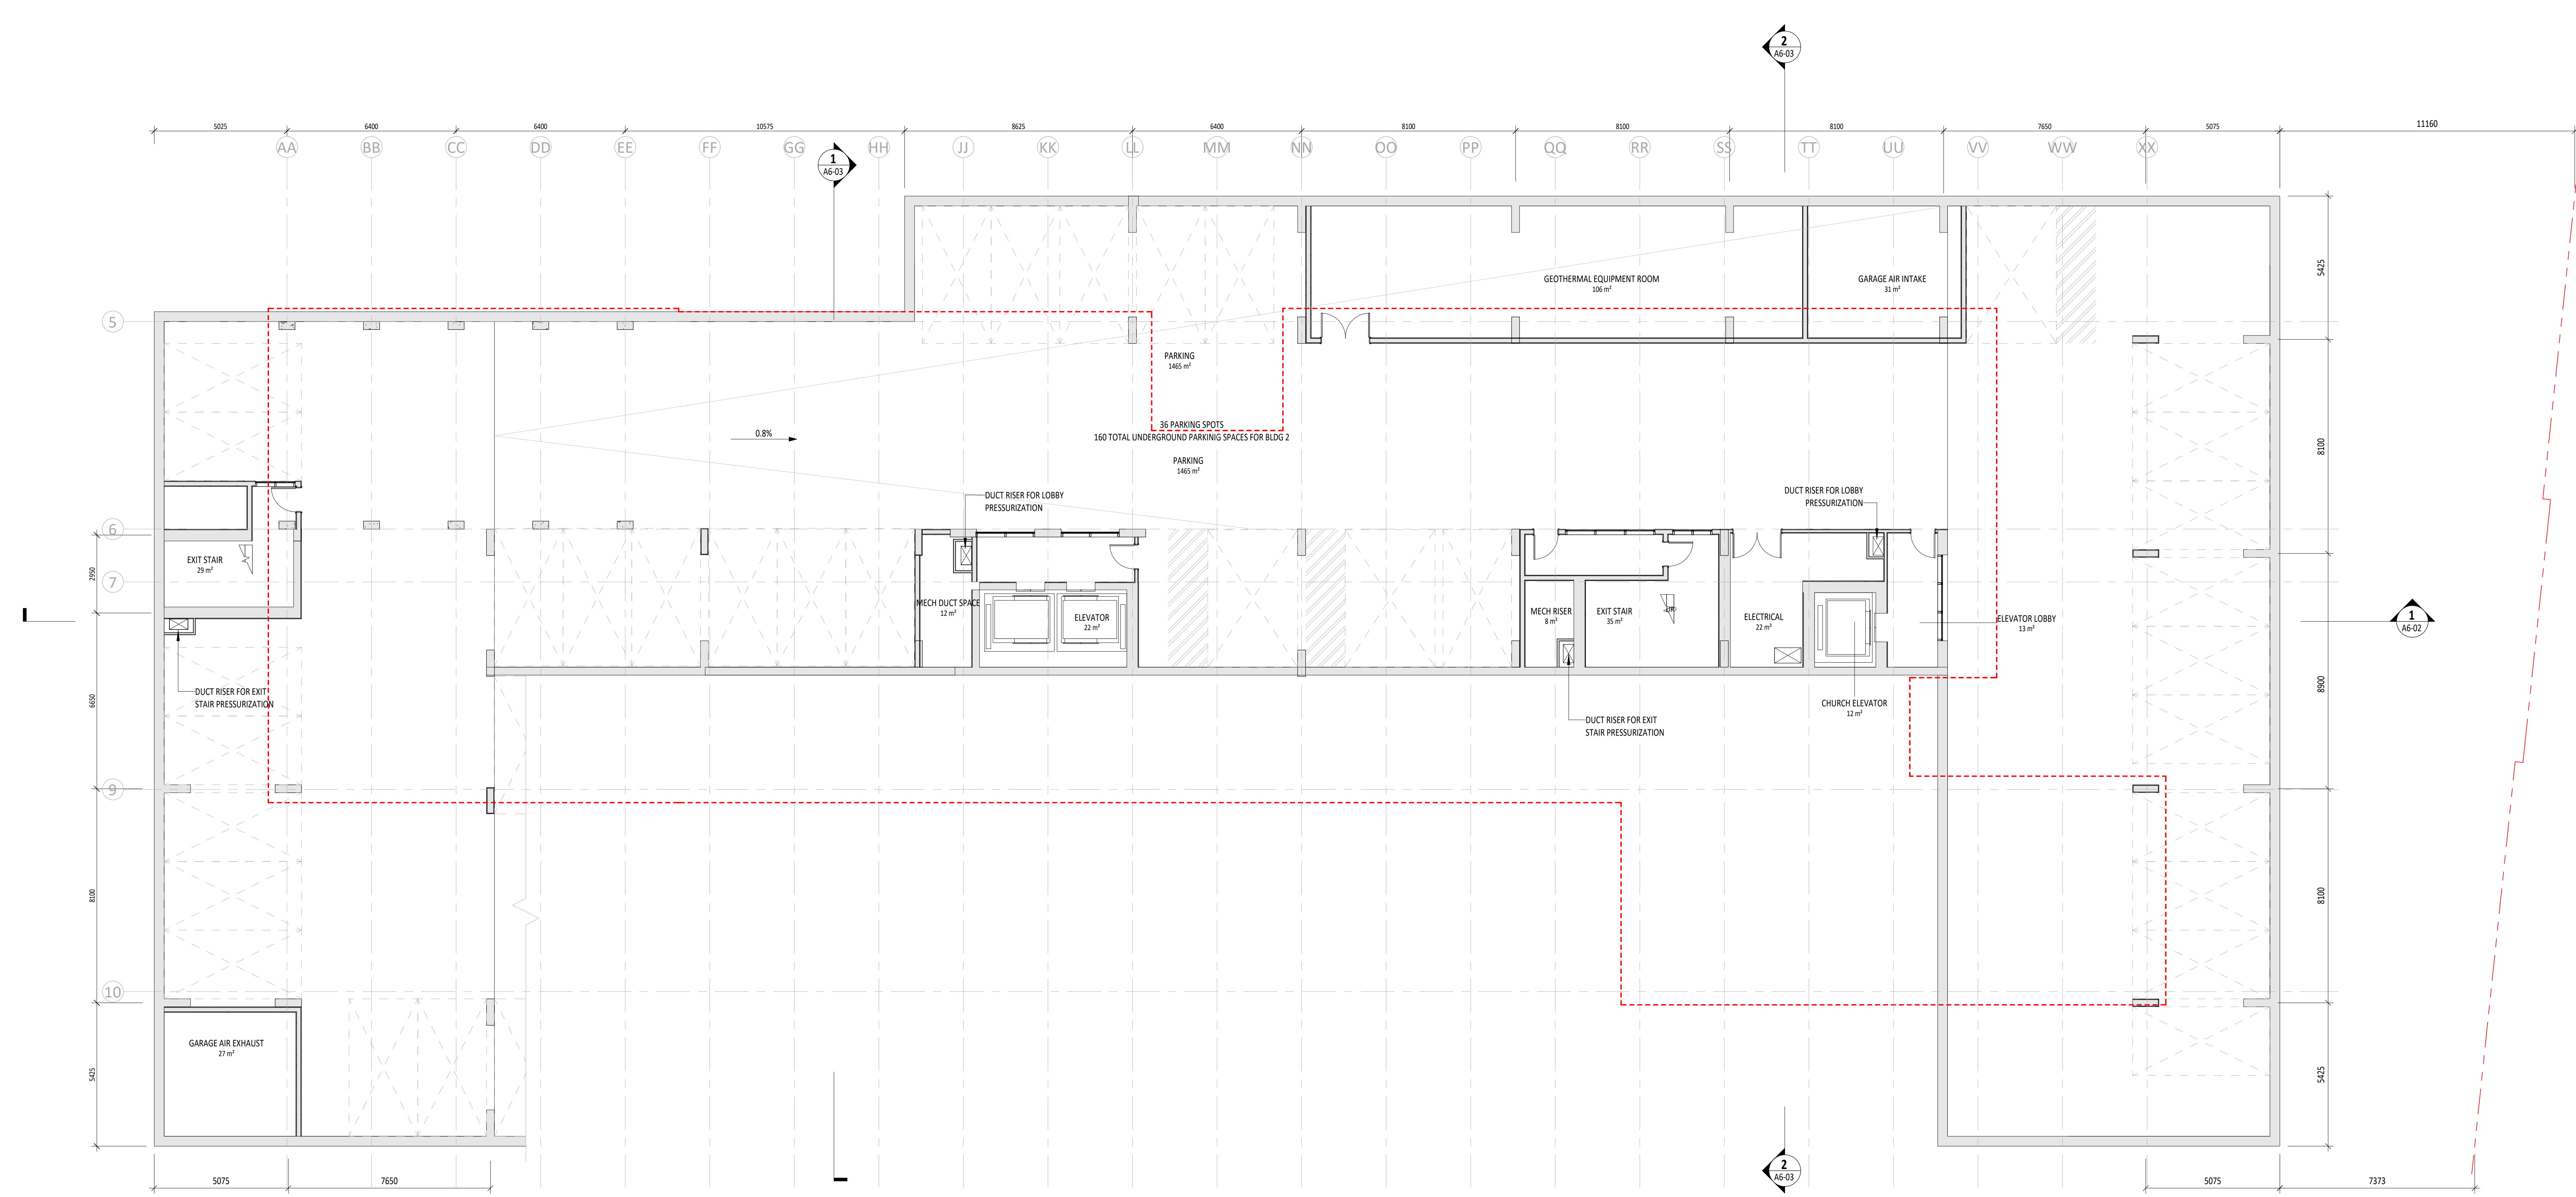 2
A6-03
5025
6400
6400
10575
8625
6400
8100
8100
8100
7650
5075
11160
AA
BB
CC
DD
EE
FF
GG
HH
JJ
KK
LL
MM
NN
OO
PP
QQ
RR
SS
TT
UU
VV
WW
XX
1
A6-03
5425
GEOTHERMAL EQUIPMENT ROOM
106 m²
GARAGE AIR INTAKE
31 m²
5
PARKING
1465 m²
36 PARKING SPOTS
160 TOTAL UNDERGROUND PARKINIG SPACES FOR BLDG 2
0.8%
PARKING
1465 m²
8100
DUCT RISER FOR LOBBY
PRESSURIZATION
DUCT RISER FOR LOBBY
PRESSURIZATION
6
EXIT STAIR
29 m²
2950
7
MECH DUCT SPACE
12 m²
ELEVATOR
22 m²
MECH RISER
8 m²
EXIT STAIR
35 m²
UP
ELECTRICAL
22 m²
ELEVATOR LOBBY
13 m²
1
A6-02
DUCT RISER FOR EXIT
STAIR PRESSURIZATION
6650
8900
CHURCH ELEVATOR
12 m²
DUCT RISER FOR EXIT
STAIR PRESSURIZATION
9
8100
8100
10
GARAGE AIR EXHAUST
27 m²
5425
5425
2
A6-03
5075
7650
5075
7373